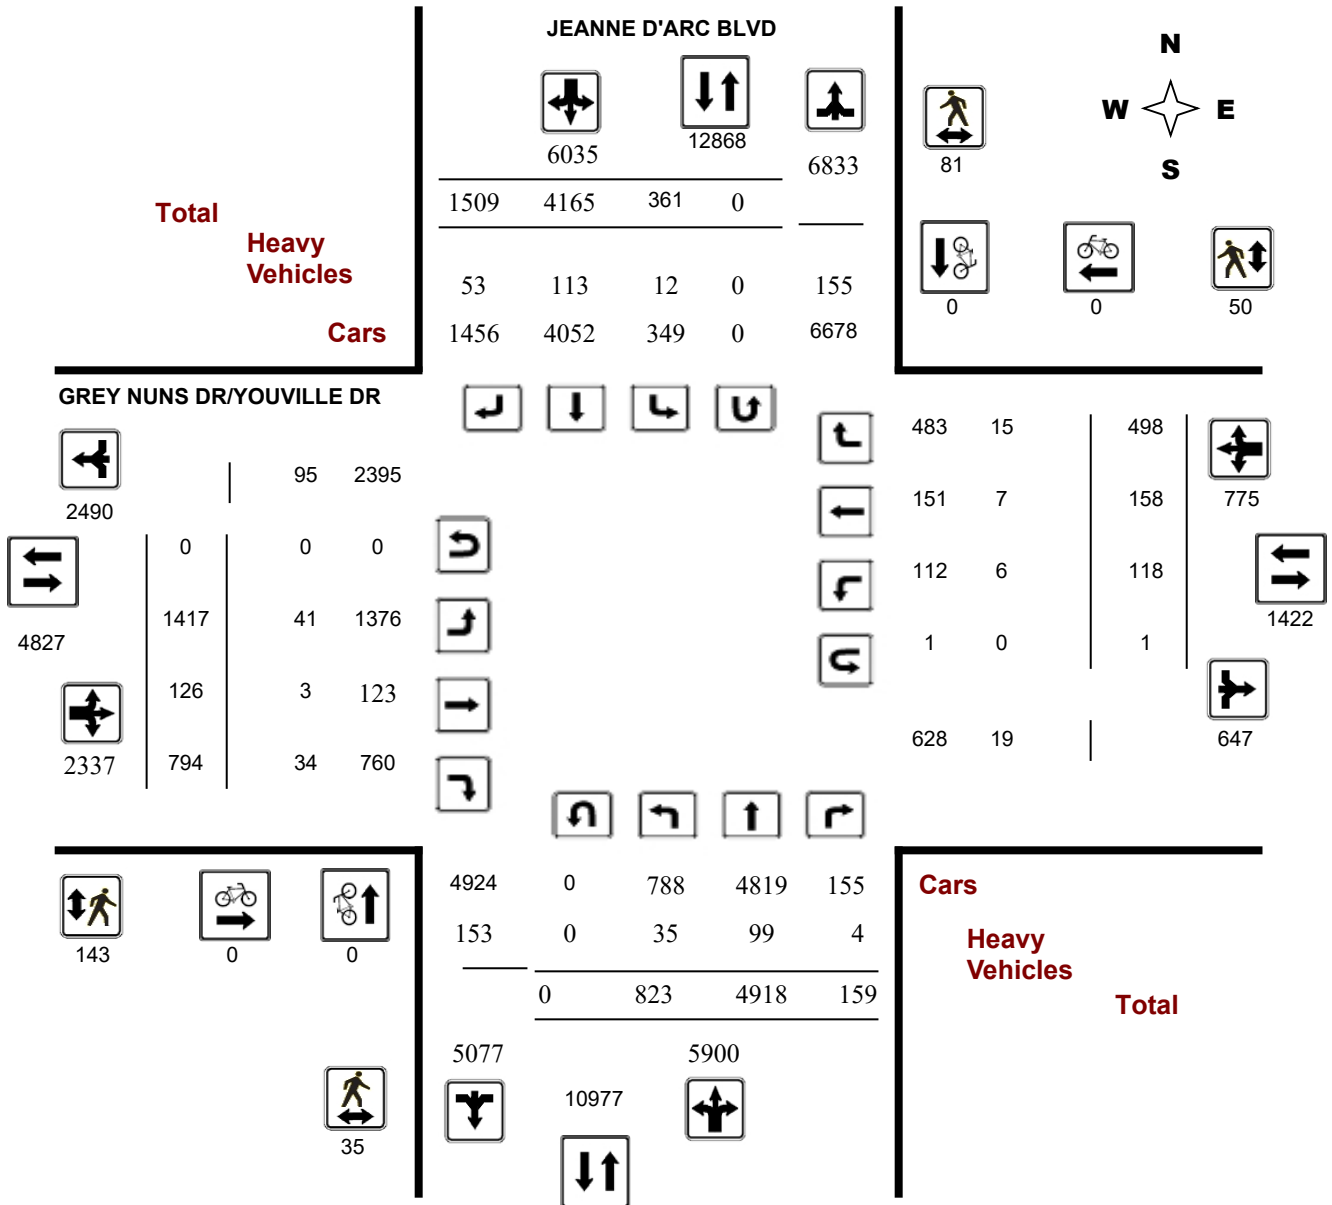 JEANNE D'ARC BLVD
N
W E
S
6035 12868 6833 81
1509 4165 361 0
Total
Heavy
Vehicles
53 113 12 0 155
Cars
1456 4052 349 0 6678
0 0 50
GREY NUNS DR/YOUVILLE DR
95 2395
2490
0 0 0
1417 41 1376
4827
126 3 123
2337 794 34 760
483 15 498
151 7 158 775
112 6 118
1422
1 0 1
628 19 647
4924 0 788 4819 155
Cars
153 0 35 99 4
Heavy
Vehicles
0 823 4918 159
Total
143 0 0
5077 5900
10977
35